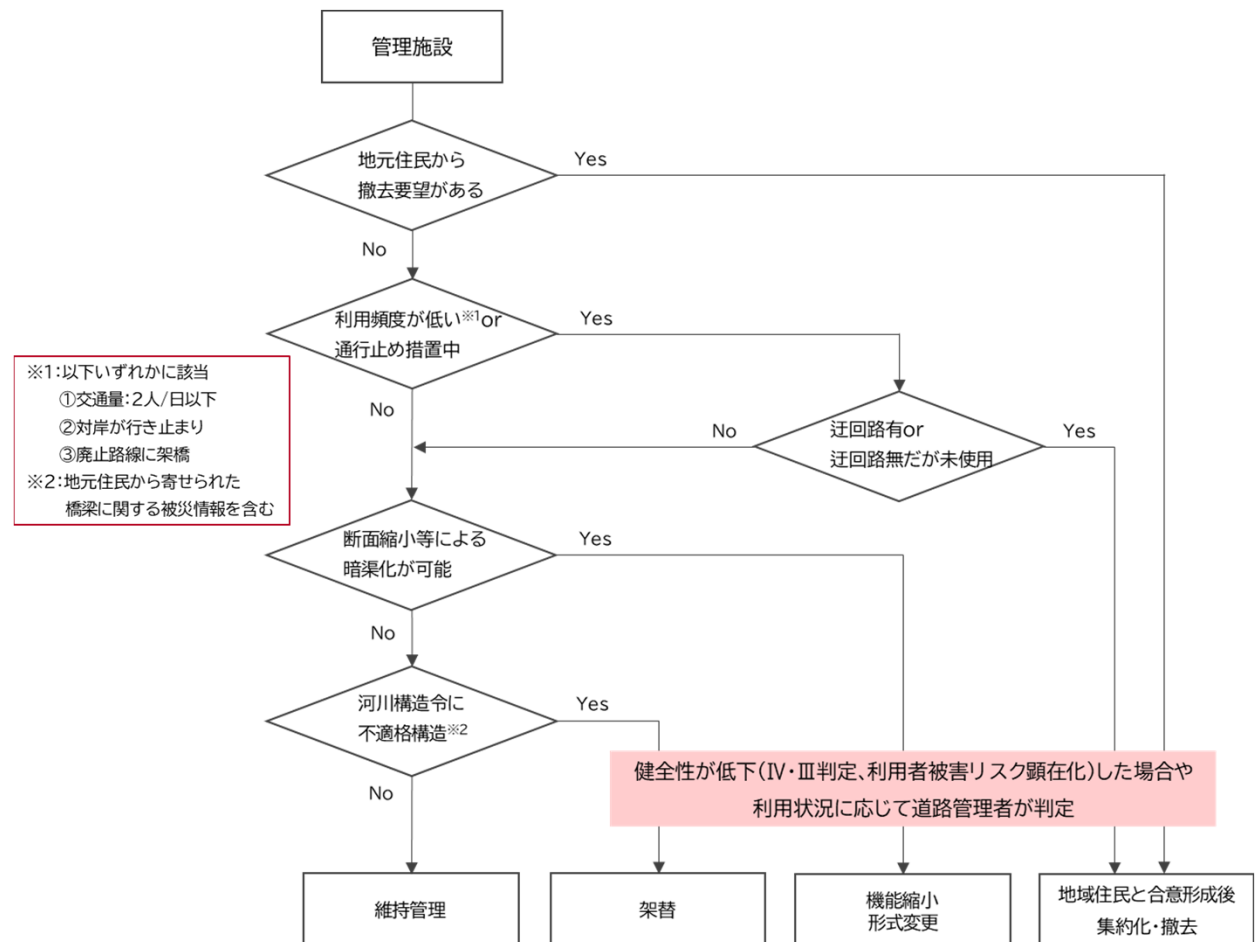 管理施設
地元住民から
撤去要望がある
Yes
No
利用頻度が低い※1or
通行止め措置中
Yes
No
※1:以下いずれかに該当
①交通量:2人/日以下
②対岸が行き止まり
③廃止路線に架橋
※2:地元住民から寄せられた
橋梁に関する被災情報を含む
迂回路有or
迂回路無だが未使用
No
Yes
断面縮小等による
暗渠化が可能
Yes
No
河川構造令に
不適格構造※2
Yes
No
健全性が低下(Ⅳ・Ⅲ判定、利用者被害リスク顕在化)した場合や
利用状況に応じて道路管理者が判定
維持管理
架替
機能縮小
形式変更
地域住民と合意形成後
集約化・撤去